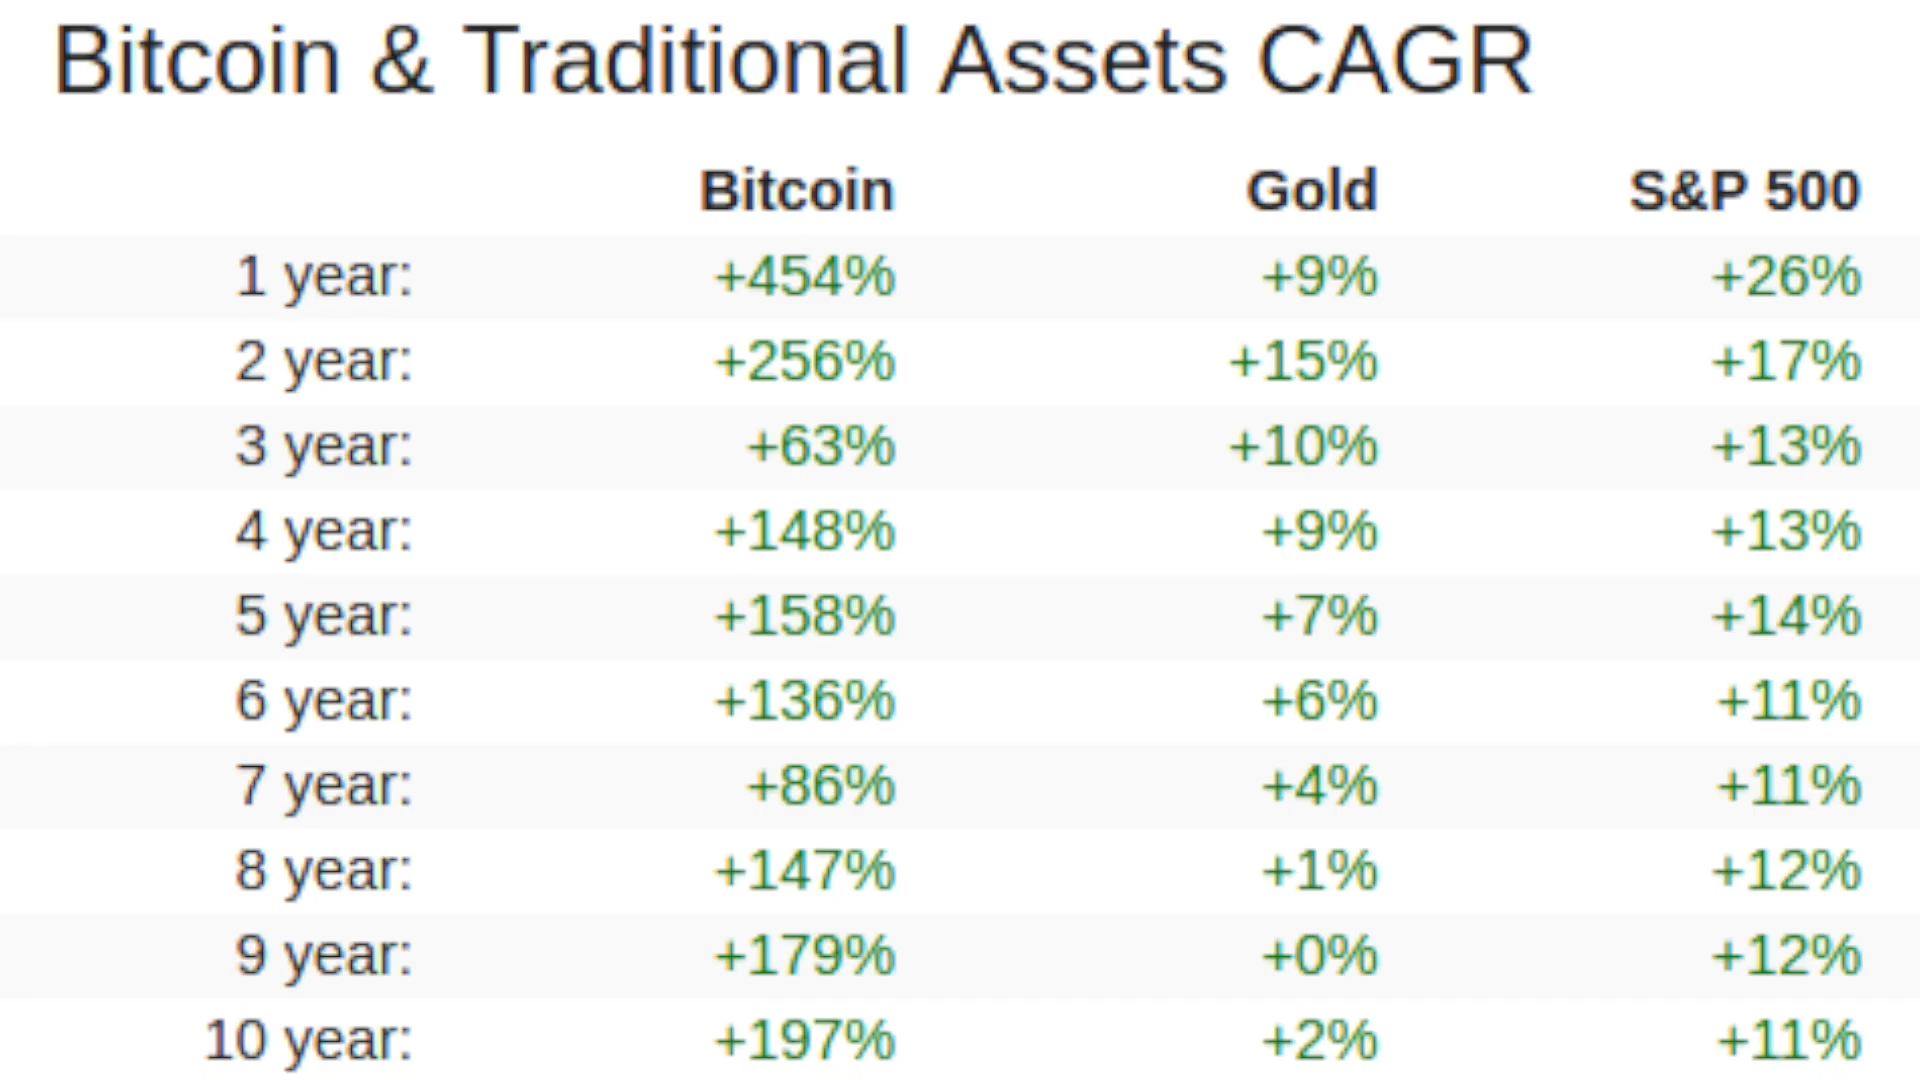 Bitcoin & Traditional Assets CAGR
Bitcoin Gold S&P 500
1 year: +454% +9% +26%
2 year: +256% +15% +17%
3 year: +63% +10% +13%
4 year: +148% +9% +13%
5 year: +158% +7% +14%
6 year: +136% +6% +11%
7 year: +86% +4% +11%
8 year: +147% +1% +12%
9 year: +179% +0% +12%
10 year: +197% +2% +11%